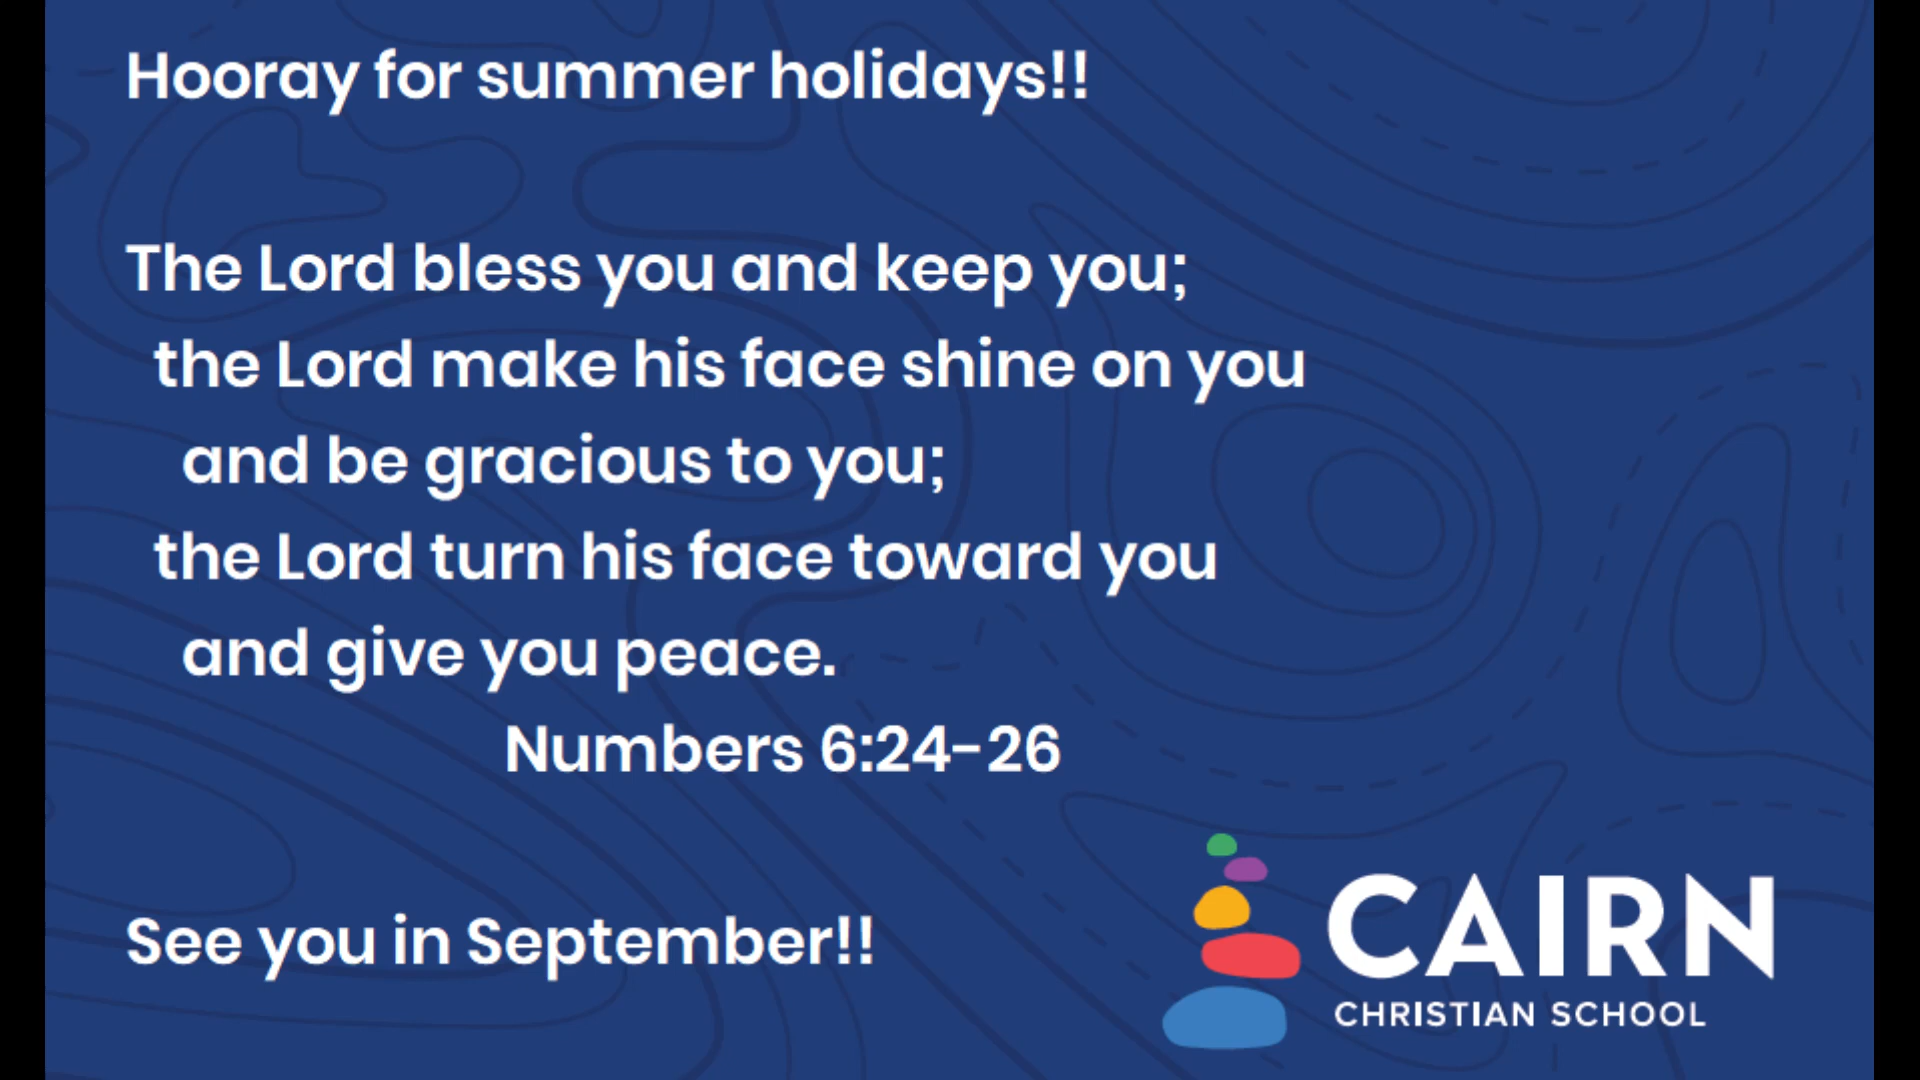 Hooray for summer holidays!!
The Lord bless you and keep you;
the Lord make his face shine on you
and be gracious to you;
the Lord turn his face toward you
and give you peace.
Numbers 6:24-26
See you in September!!
CAIRN
CHRISTIAN SCHOOL